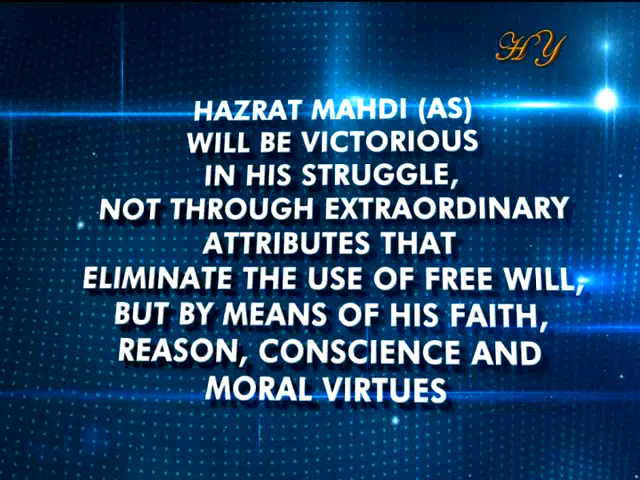 HY
HAZRAT MAHDI (AS)
WILL BE VICTORIOUS
IN HIS STRUGGLE,
NOT THROUGH EXTRAORDINARY
ATTRIBUTES THAT
ELIMINATE THE USE OF FREE WILL,
BUT BY MEANS OF HIS FAITH,
REASON, CONSCIENCE AND
MORAL VIRTUES